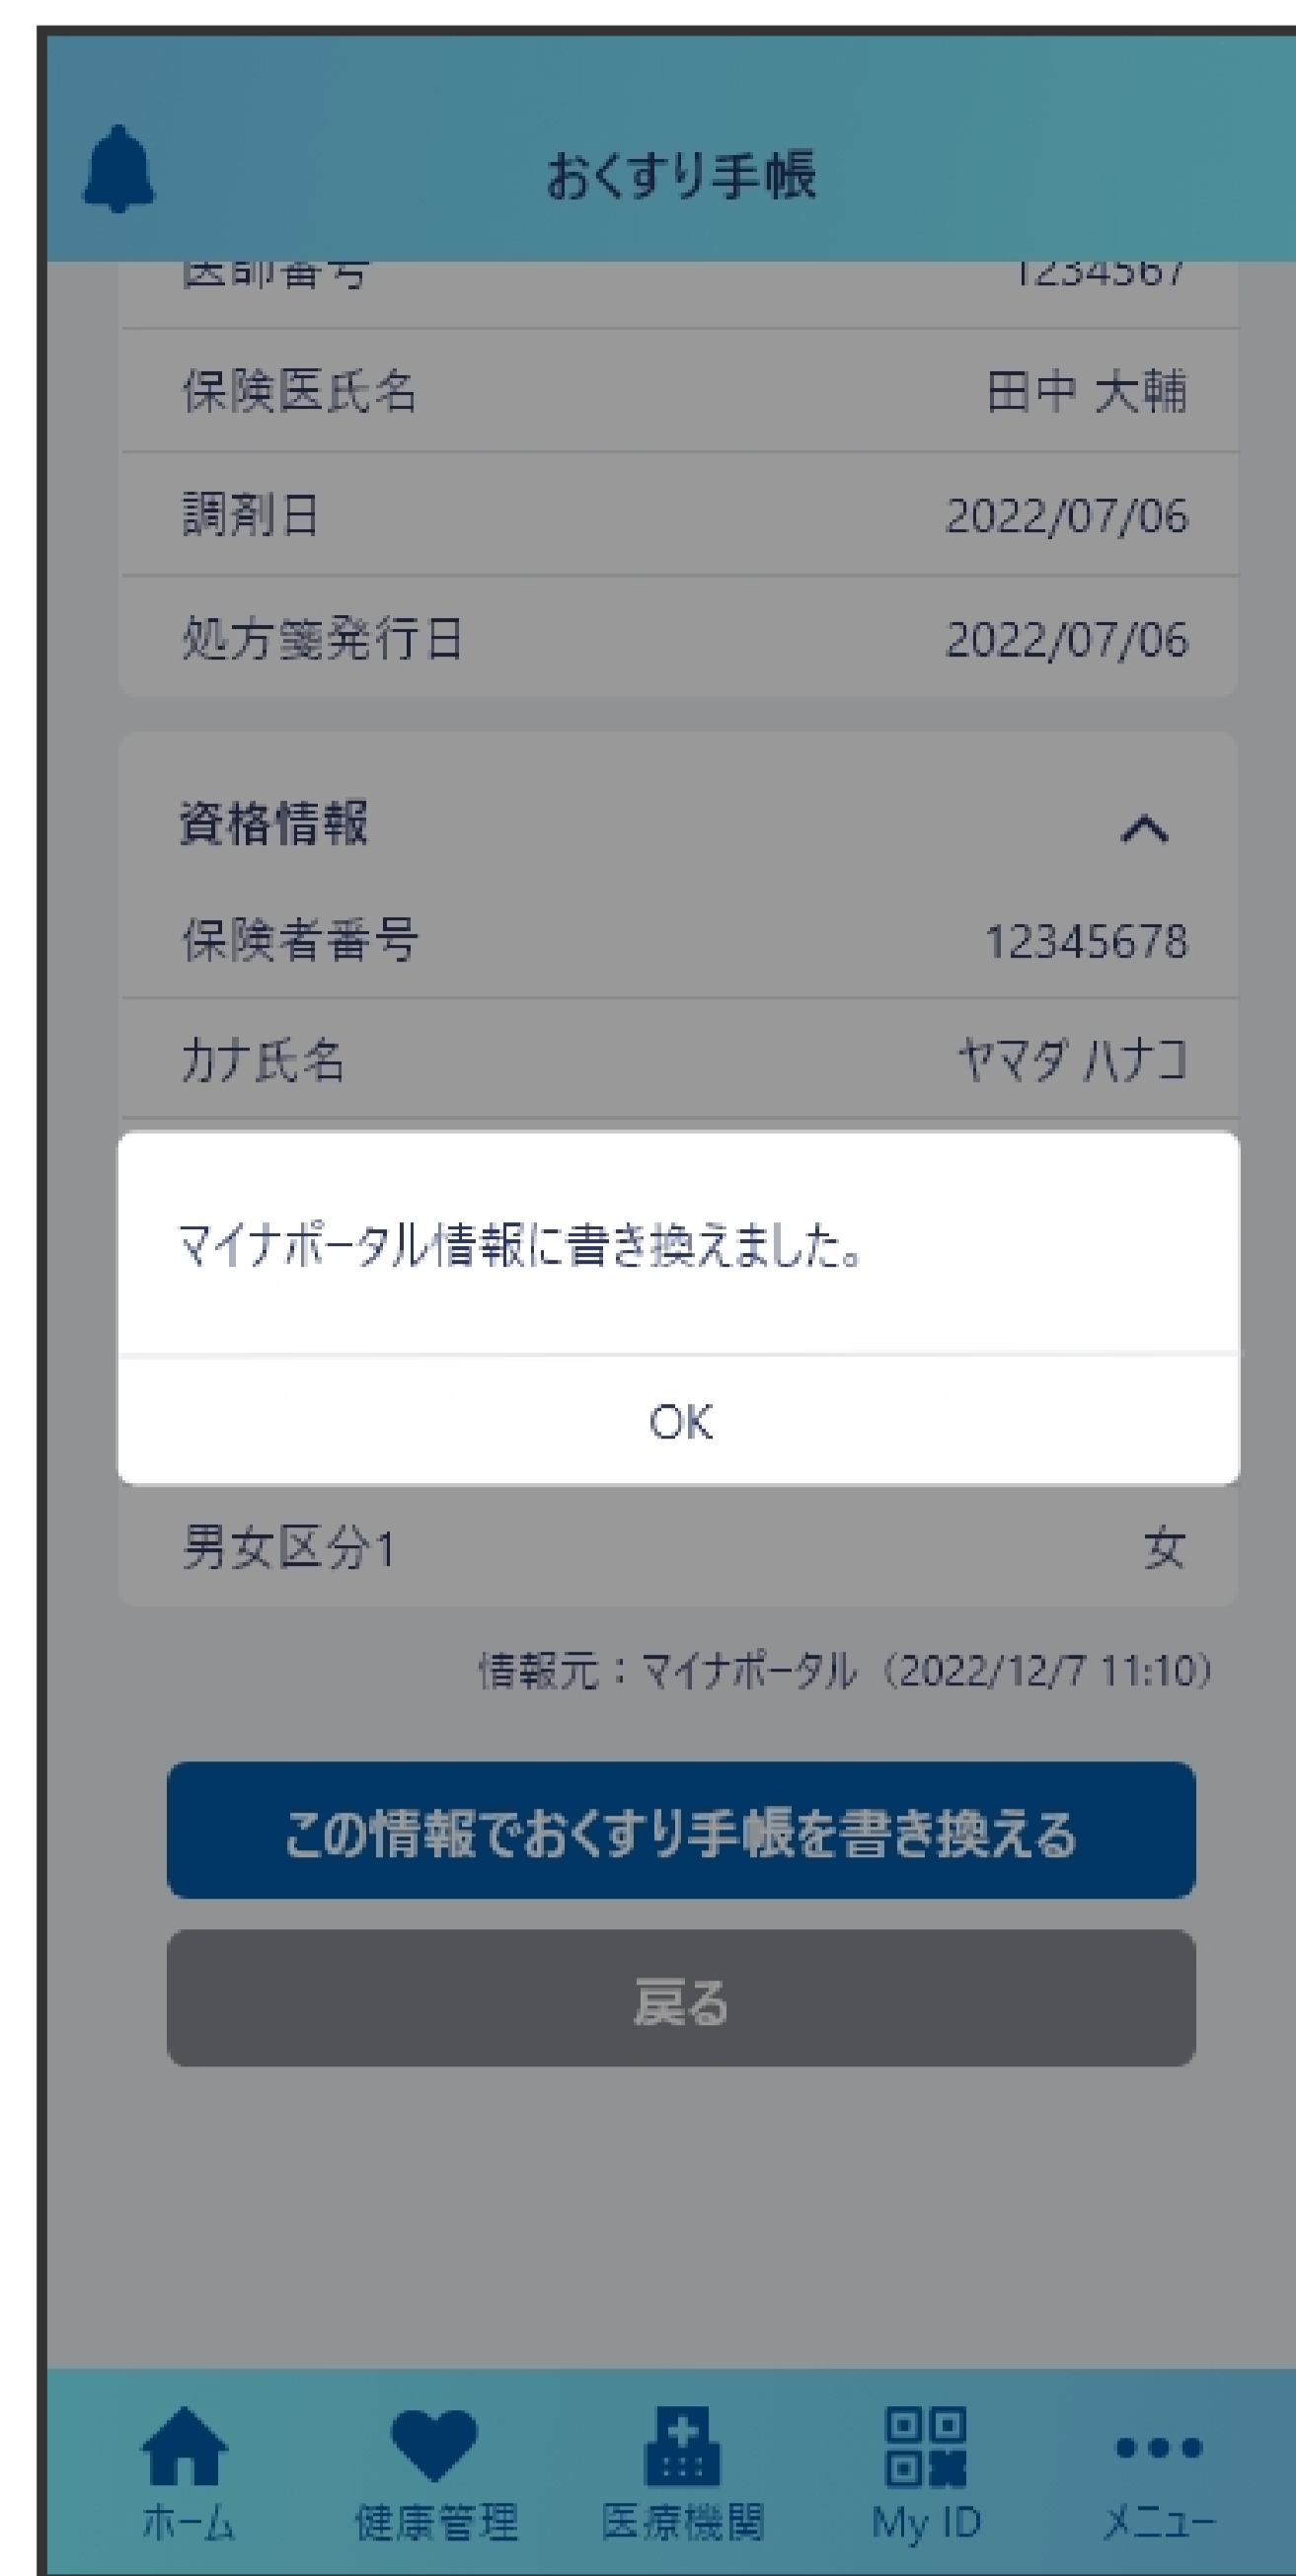 おくすり手帳
医師番号 1234567
保険医氏名 田中 大輔
調剤日 2022/07/06
処方箋発行日 2022/07/06
資格情報
保険者番号 12345678
カナ氏名 ヤマダ ハナコ
マイナポータル情報に書き換えました。
OK
男女区分1 女
情報元：マイナポータル（2022/12/7 11:10）
この情報でおくすり手帳を書き換える
戻る
ホーム 健康管理 医療機関 My ID メニュー